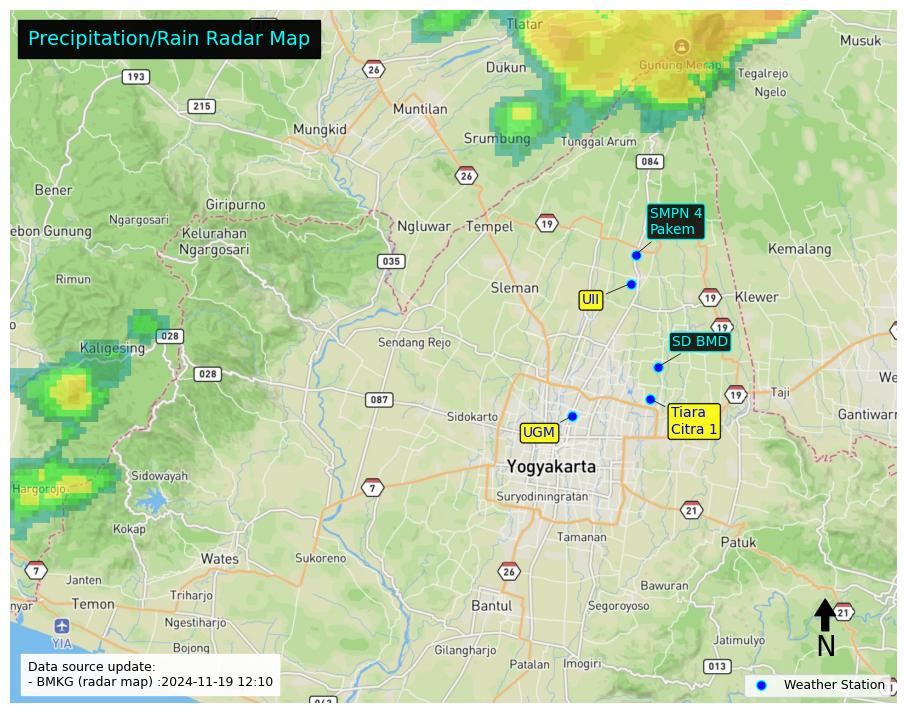 Precipitation/Rain Radar Map
Tlatar
Musuk
26
Dukun
Gunung Merapi
Tegalrejo
193
Ngelo
215
Muntilan
Mungkid
Srumbung
Tunggal Arum
084
26
Bener
Giripurno
Ngargosari
SMPN 4
Pakem
Kelurahan
Ngargosari
Ngluwar
Tempel
19
ebon Gunung
Kemalang
035
Rimun
Sleman
UII
19
Klewer
19
028
Sendang Rejo
SD BMD
Kaligesing
028
We
087
19
Taji
Sidokarto
Tiara
Citra 1
Gantiwarn
UGM
Yogyakarta
Hargorojo
Sidowayah
7
Suryodiningratan
21
Kokap
Tamanan
Patuk
Wates
Sukoreno
7
26
Janten
Bawuran
Triharjo
nyar
Temon
Bantul
Segoroyoso
21
Ngestiharjo
YIA
N
Bojong
Gilangharjo
Jatimulyo
Patalan
Imogiri
013
Data source update:
- BMKG (radar map) :2024-11-19 12:10
Weather Station